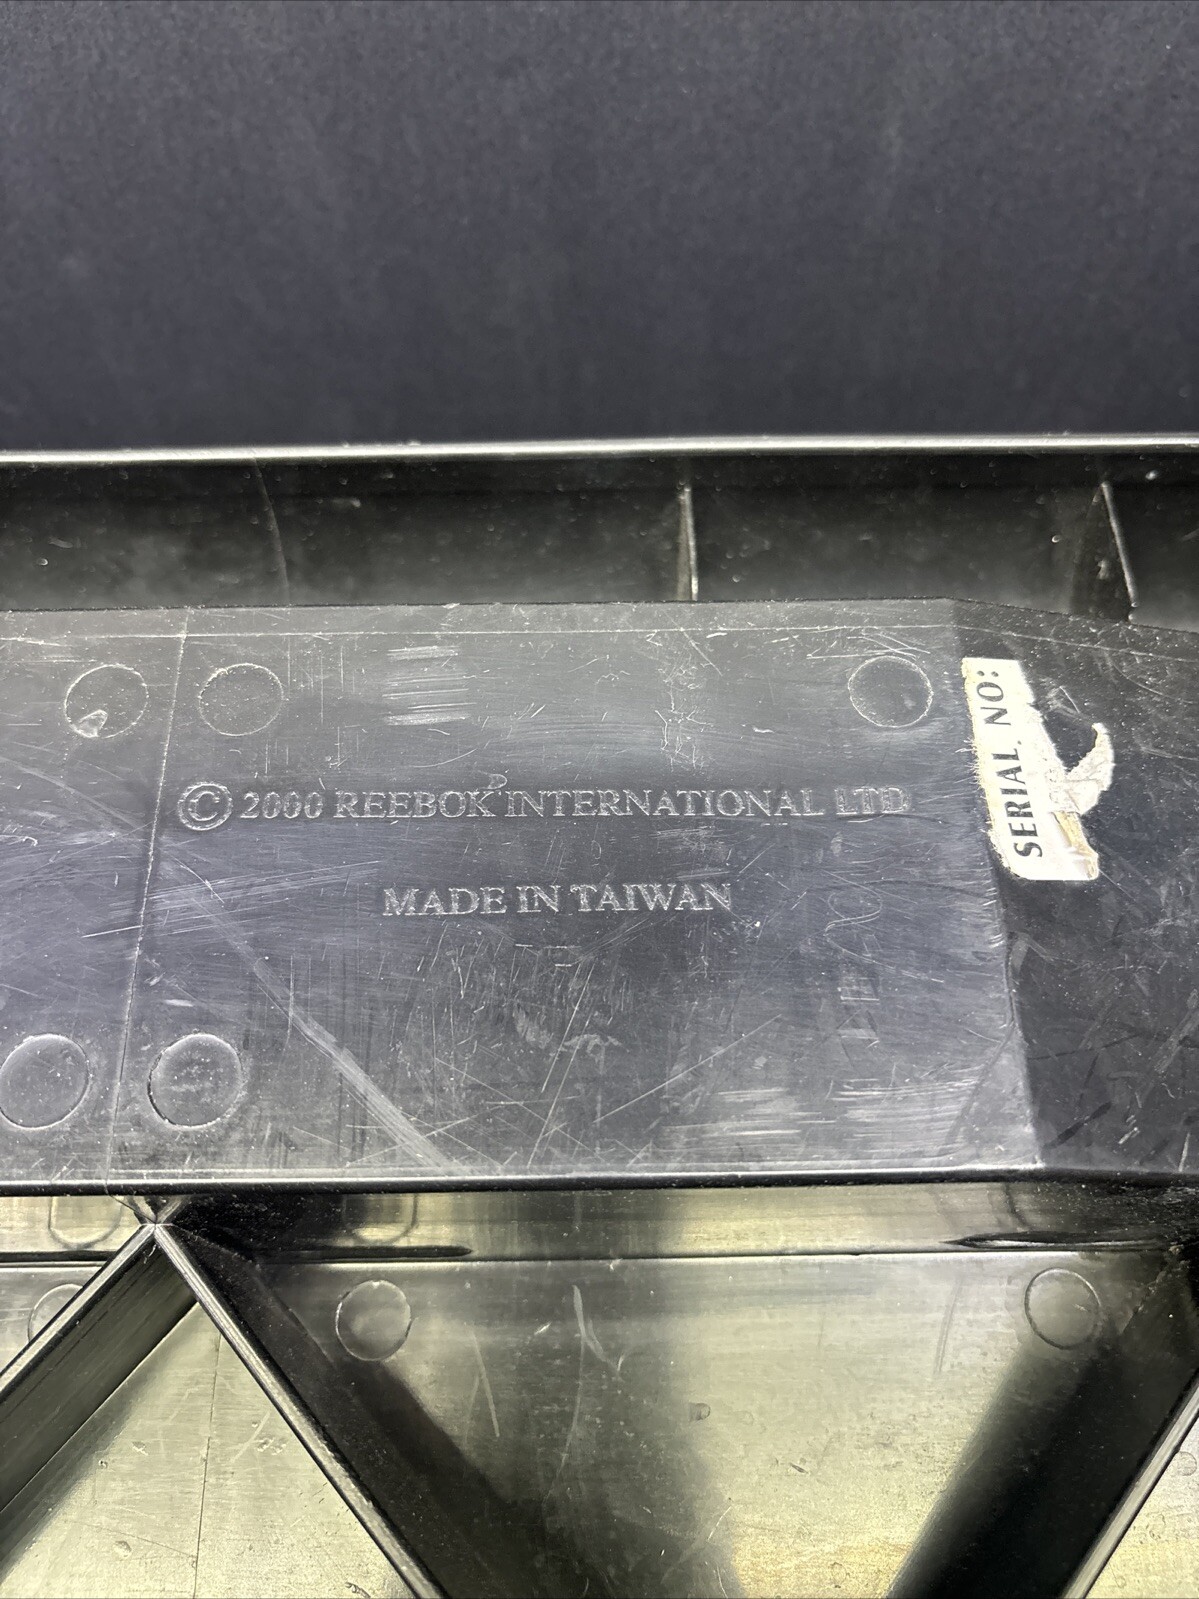 © 2000 REEBOK INTERNATIONAL LTD
MADE IN TAIWAN
SERIAL. NO: